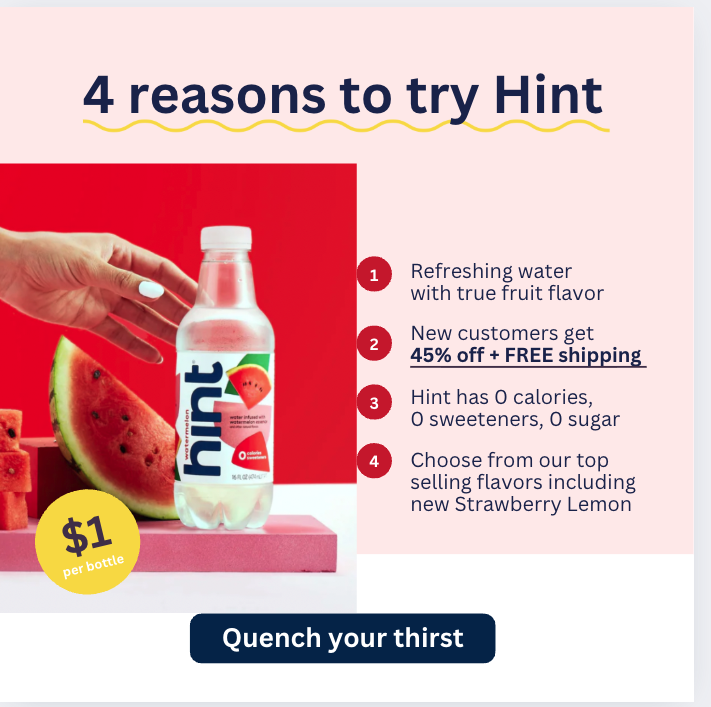 4 reasons to try Hint
1
Refreshing water
with true fruit flavor
2
New customers get
45% off + FREE shipping
3
Hint has 0 calories,
0 sweeteners, 0 sugar
4
Choose from our top
selling flavors including
new Strawberry Lemon
hint
watermelon
water infused with
watermelon essence
0 calories
sweeteners
$1
per bottle
Quench your thirst